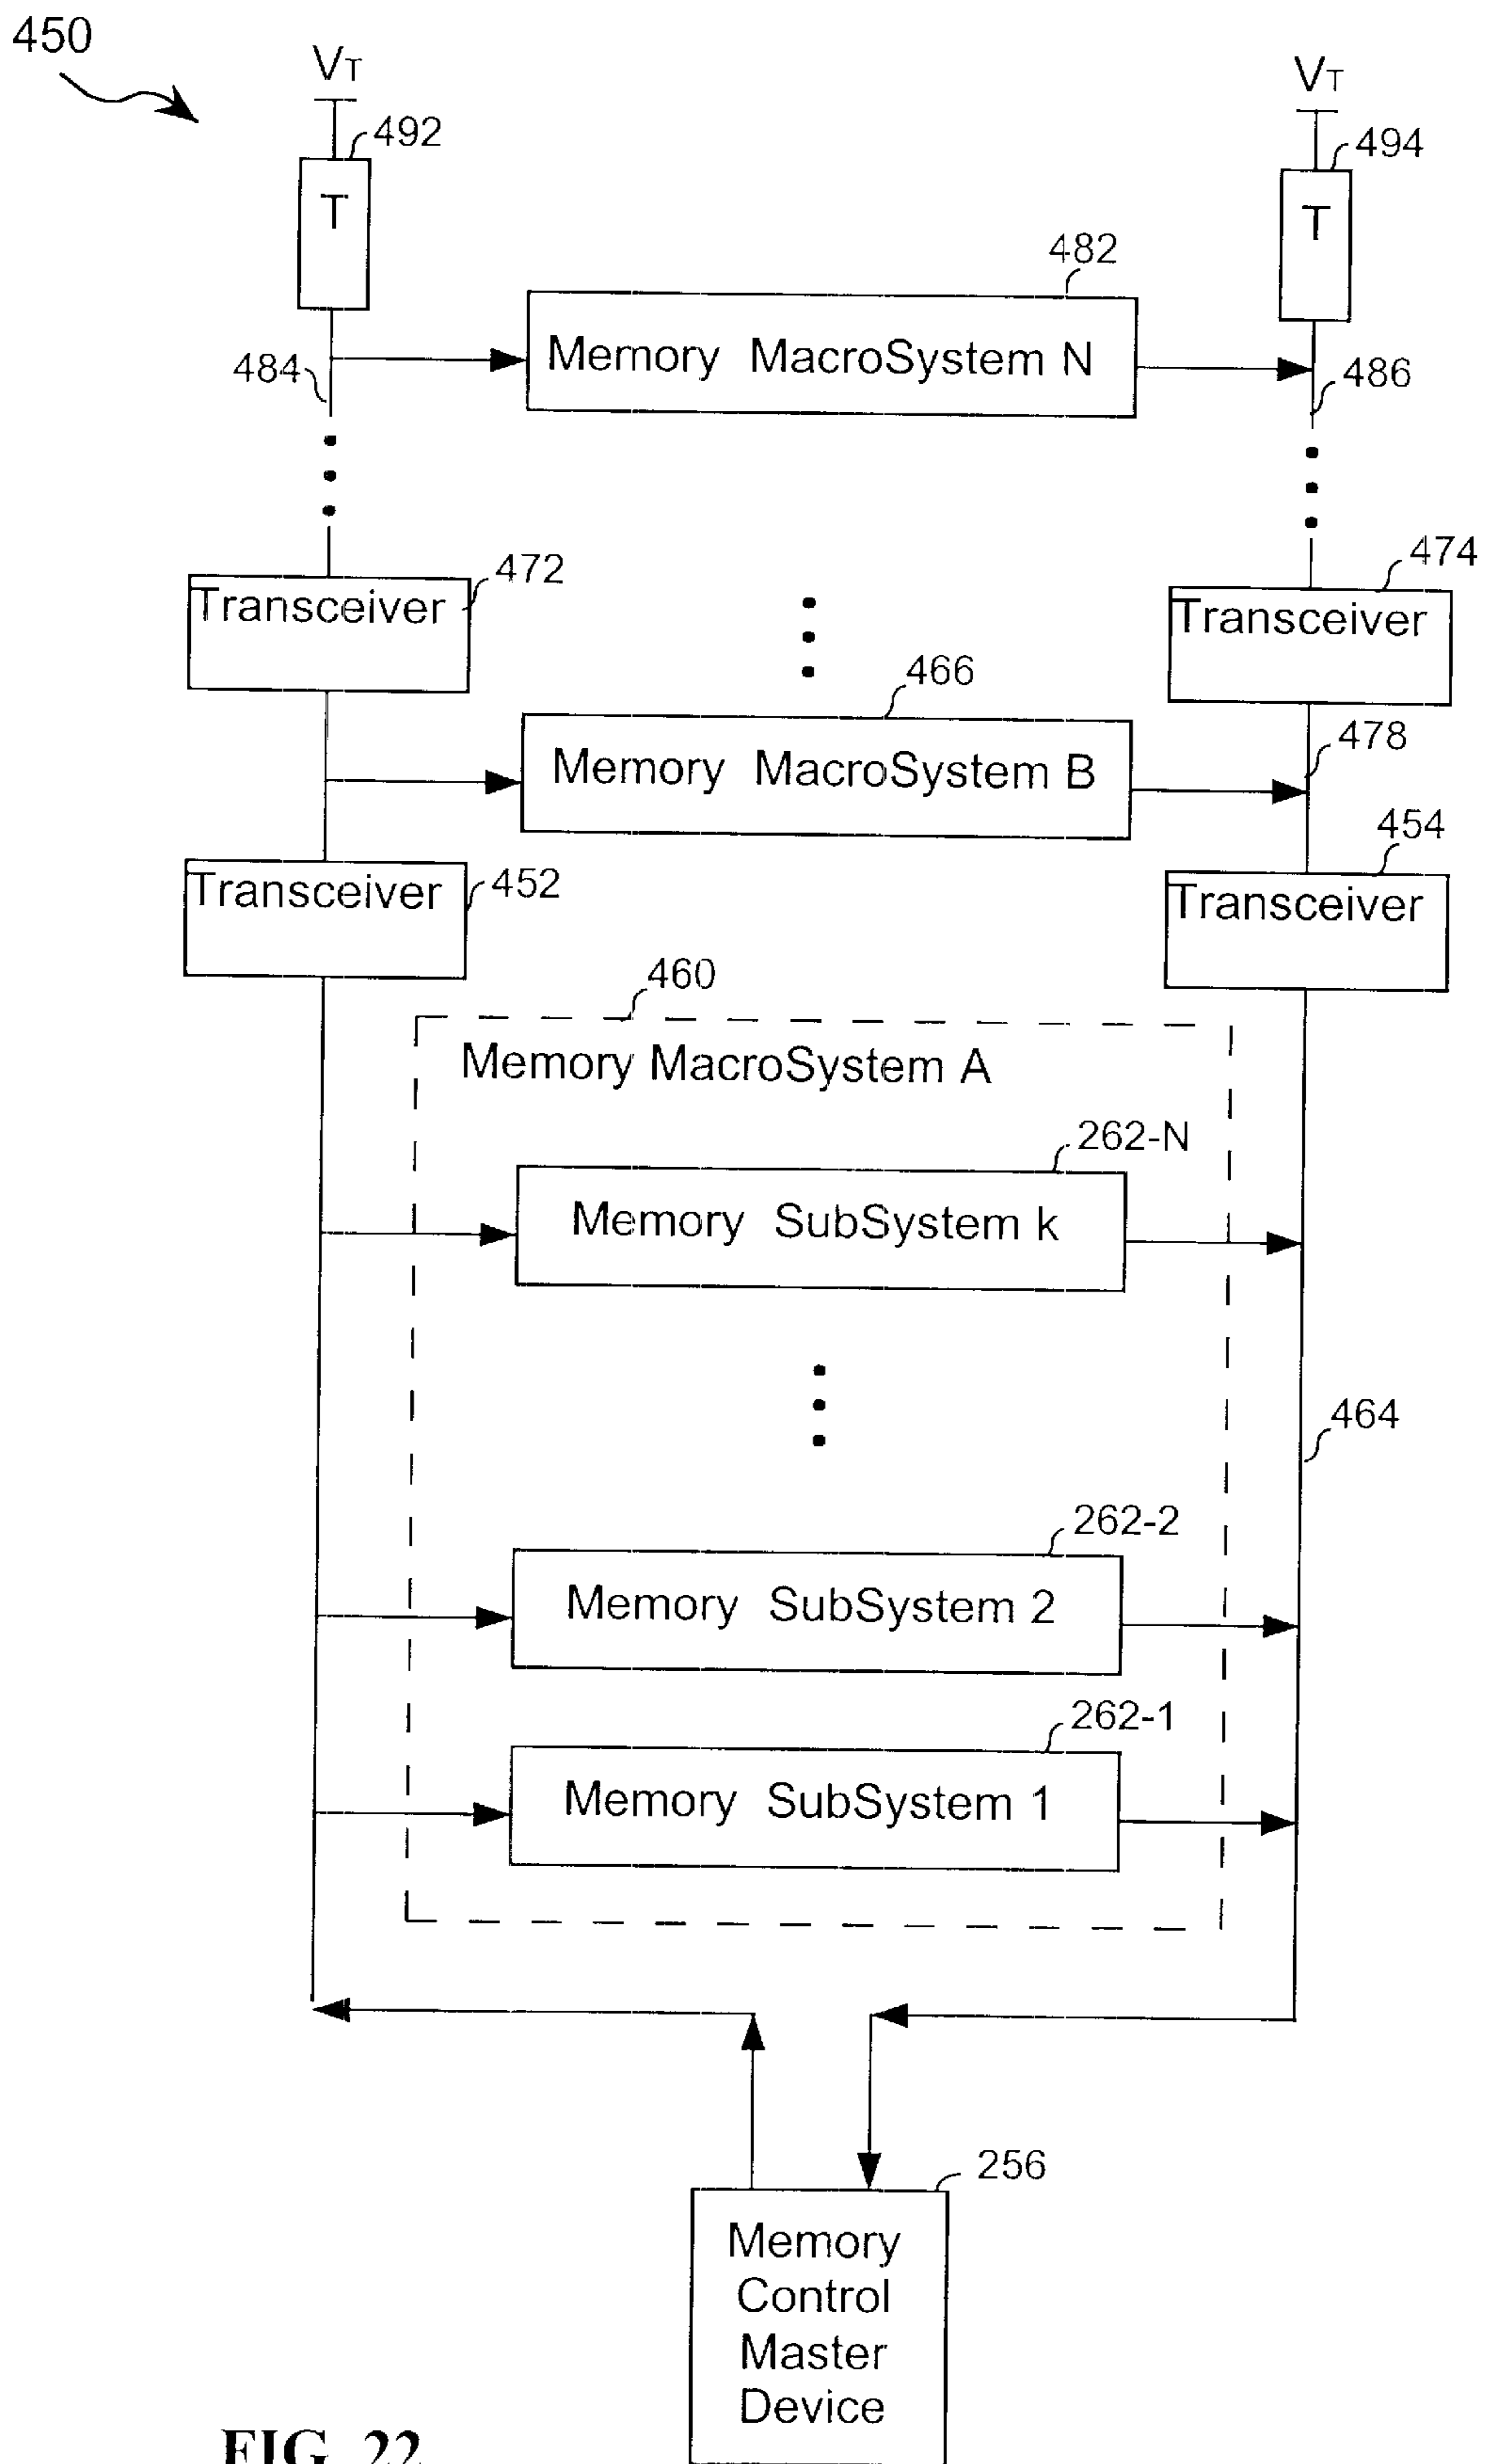 450
VT
VT
492
494
T
T
482
Memory MacroSystem N
484
486
472
474
Transceiver
Transceiver
466
478
Memory MacroSystem B
454
Transceiver
452
Transceiver
460
Memory MacroSystem A
262-N
Memory SubSystem k
464
262-2
Memory SubSystem 2
262-1
Memory SubSystem 1
256
Memory
Control
Master
Device
FIG. 22